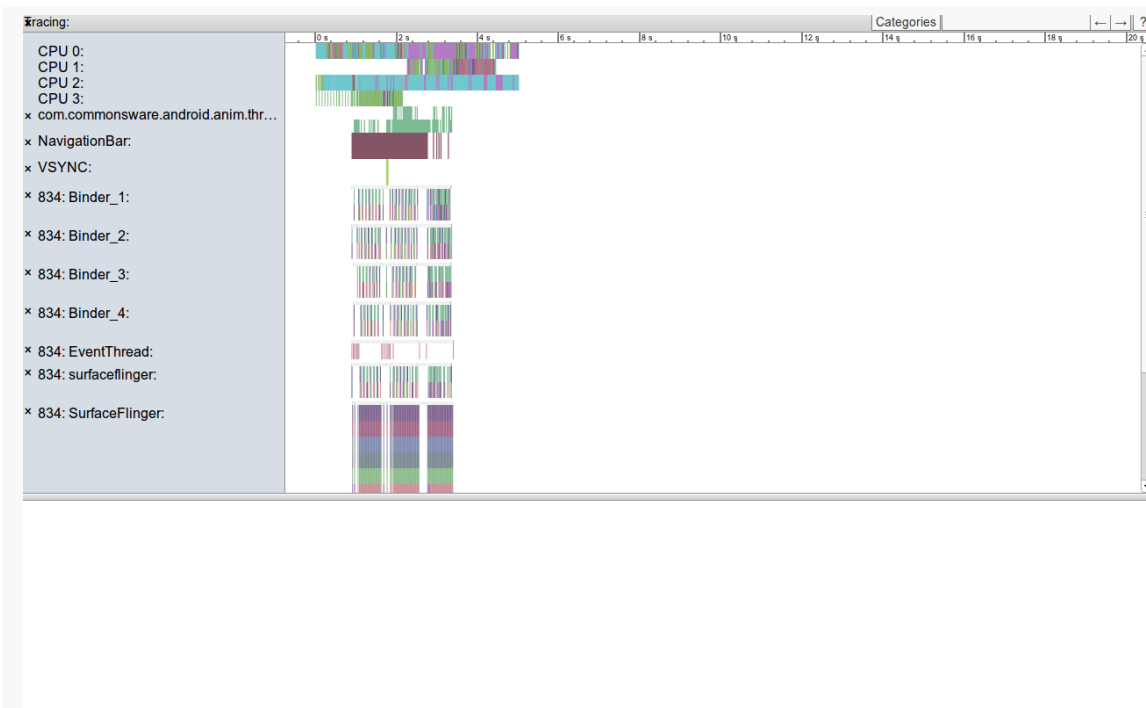 Tracing: Categories ← → ?
0 s 2 s 4 s 6 s 8 s 10 s 12 s 14 s 16 s 18 s 20 s
CPU 0:
CPU 1:
CPU 2:
CPU 3:
× com.commonsware.android.anim.thr...
× NavigationBar:
× VSYNC:
× 834: Binder_1:
× 834: Binder_2:
× 834: Binder_3:
× 834: Binder_4:
× 834: EventThread:
× 834: surfaceflinger:
× 834: SurfaceFlinger: